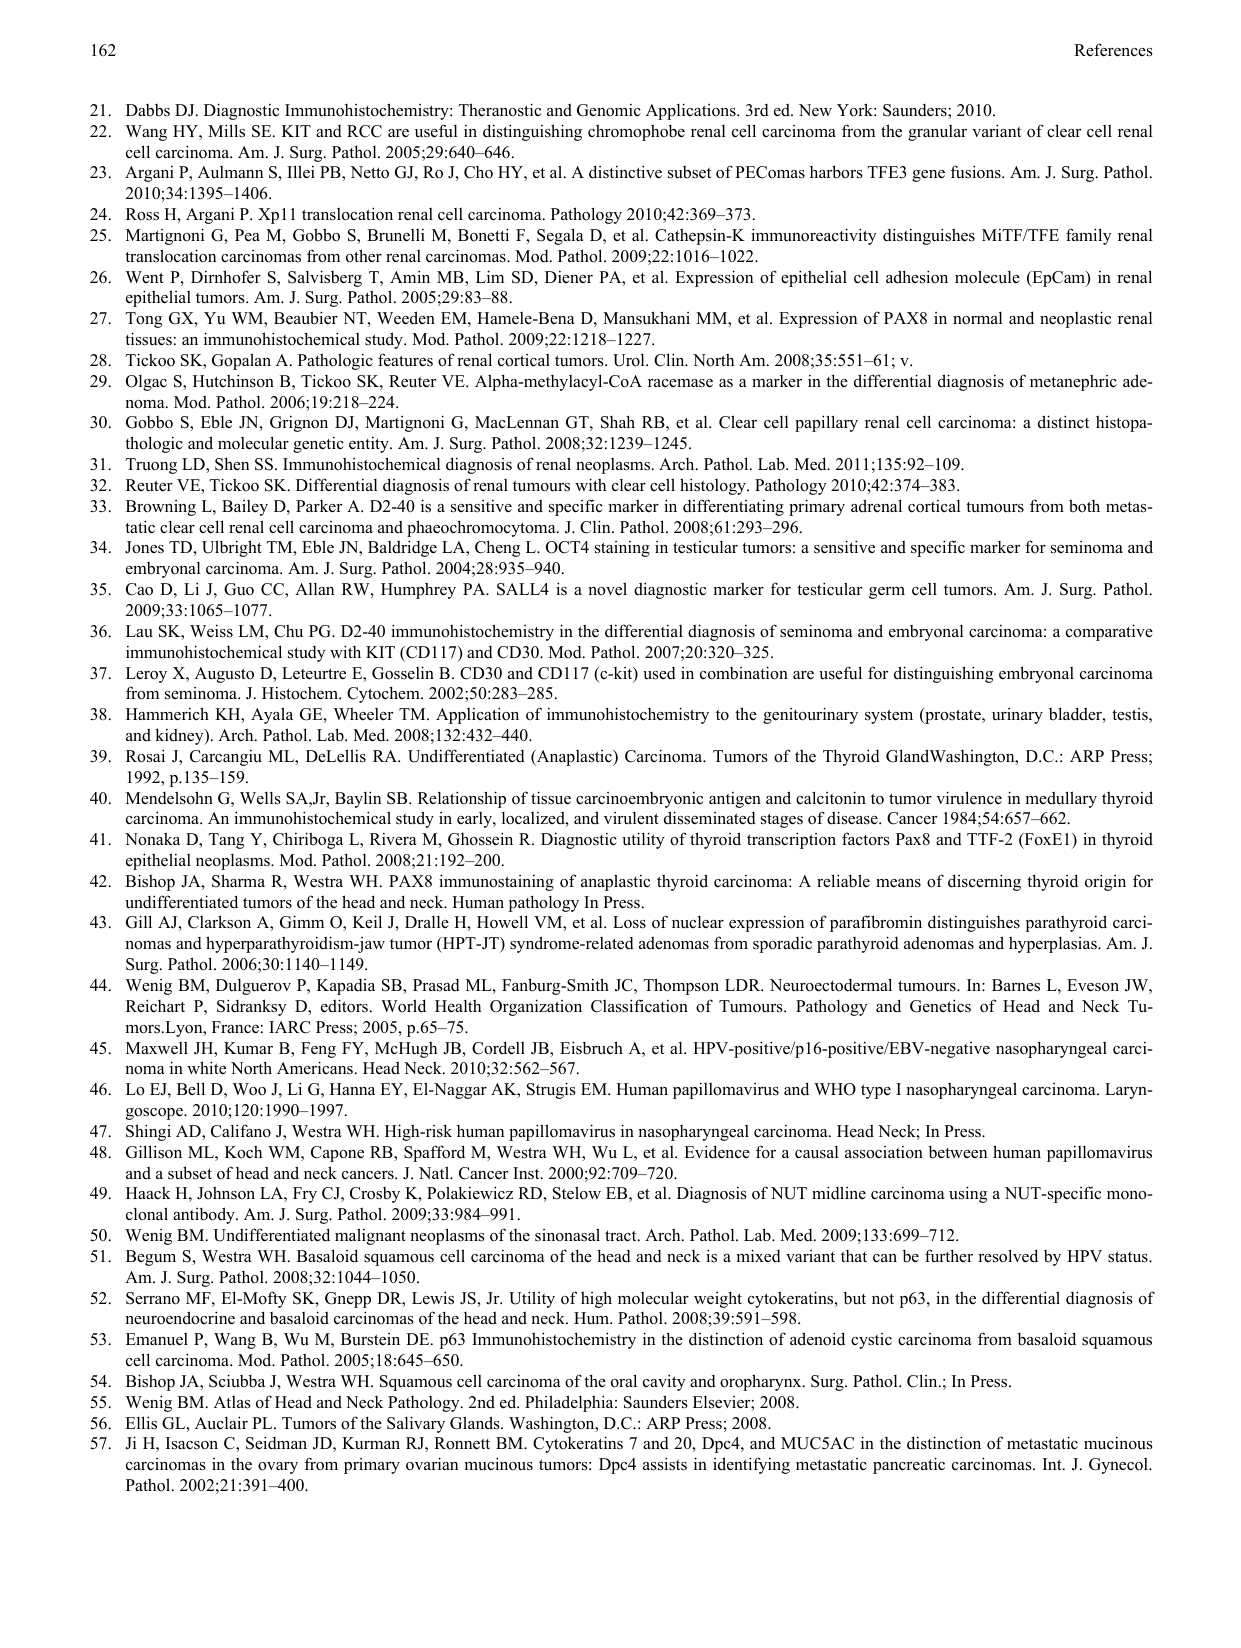 162
References
21. Dabbs DJ. Diagnostic Immunohistochemistry: Theranostic and Genomic Applications. 3rd ed. New York: Saunders; 2010.
22. Wang HY, Mills SE. KIT and RCC are useful in distinguishing chromophobe renal cell carcinoma from the granular variant of clear cell renal
cell carcinoma. Am. J. Surg. Pathol. 2005;29:640–646.
23. Argani P, Aulmann S, Illei PB, Netto GJ, Ro J, Cho HY, et al. A distinctive subset of PEComas harbors TFE3 gene fusions. Am. J. Surg. Pathol.
2010;34:1395–1406.
24. Ross H, Argani P. Xp11 translocation renal cell carcinoma. Pathology 2010;42:369–373.
25. Martignoni G, Pea M, Gobbo S, Brunelli M, Bonetti F, Segala D, et al. Cathepsin-K immunoreactivity distinguishes MiTF/TFE family renal
translocation carcinomas from other renal carcinomas. Mod. Pathol. 2009;22:1016–1022.
26. Went P, Dirnhofer S, Salvisberg T, Amin MB, Lim SD, Diener PA, et al. Expression of epithelial cell adhesion molecule (EpCam) in renal
epithelial tumors. Am. J. Surg. Pathol. 2005;29:83–88.
27. Tong GX, Yu WM, Beaubier NT, Weeden EM, Hamele-Bena D, Mansukhani MM, et al. Expression of PAX8 in normal and neoplastic renal
tissues: an immunohistochemical study. Mod. Pathol. 2009;22:1218–1227.
28. Tickoo SK, Gopalan A. Pathologic features of renal cortical tumors. Urol. Clin. North Am. 2008;35:551–61; v.
29. Olgac S, Hutchinson B, Tickoo SK, Reuter VE. Alpha-methylacyl-CoA racemase as a marker in the differential diagnosis of metanephric ade-
noma. Mod. Pathol. 2006;19:218–224.
30. Gobbo S, Eble JN, Grignon DJ, Martignoni G, MacLennan GT, Shah RB, et al. Clear cell papillary renal cell carcinoma: a distinct histopa-
thologic and molecular genetic entity. Am. J. Surg. Pathol. 2008;32:1239–1245.
31. Truong LD, Shen SS. Immunohistochemical diagnosis of renal neoplasms. Arch. Pathol. Lab. Med. 2011;135:92–109.
32. Reuter VE, Tickoo SK. Differential diagnosis of renal tumours with clear cell histology. Pathology 2010;42:374–383.
33. Browning L, Bailey D, Parker A. D2-40 is a sensitive and specific marker in differentiating primary adrenal cortical tumours from both metas-
tatic clear cell renal cell carcinoma and phaeochromocytoma. J. Clin. Pathol. 2008;61:293–296.
34. Jones TD, Ulbright TM, Eble JN, Baldridge LA, Cheng L. OCT4 staining in testicular tumors: a sensitive and specific marker for seminoma and
embryonal carcinoma. Am. J. Surg. Pathol. 2004;28:935–940.
35. Cao D, Li J, Guo CC, Allan RW, Humphrey PA. SALL4 is a novel diagnostic marker for testicular germ cell tumors. Am. J. Surg. Pathol.
2009;33:1065–1077.
36. Lau SK, Weiss LM, Chu PG. D2-40 immunohistochemistry in the differential diagnosis of seminoma and embryonal carcinoma: a comparative
immunohistochemical study with KIT (CD117) and CD30. Mod. Pathol. 2007;20:320–325.
37. Leroy X, Augusto D, Leteurtre E, Gosselin B. CD30 and CD117 (c-kit) used in combination are useful for distinguishing embryonal carcinoma
from seminoma. J. Histochem. Cytochem. 2002;50:283–285.
38. Hammerich KH, Ayala GE, Wheeler TM. Application of immunohistochemistry to the genitourinary system (prostate, urinary bladder, testis,
and kidney). Arch. Pathol. Lab. Med. 2008;132:432–440.
39. Rosai J, Carcangiu ML, DeLellis RA. Undifferentiated (Anaplastic) Carcinoma. Tumors of the Thyroid GlandWashington, D.C.: ARP Press;
1992, p.135–159.
40. Mendelsohn G, Wells SA,Jr, Baylin SB. Relationship of tissue carcinoembryonic antigen and calcitonin to tumor virulence in medullary thyroid
carcinoma. An immunohistochemical study in early, localized, and virulent disseminated stages of disease. Cancer 1984;54:657–662.
41. Nonaka D, Tang Y, Chiriboga L, Rivera M, Ghossein R. Diagnostic utility of thyroid transcription factors Pax8 and TTF-2 (FoxE1) in thyroid
epithelial neoplasms. Mod. Pathol. 2008;21:192–200.
42. Bishop JA, Sharma R, Westra WH. PAX8 immunostaining of anaplastic thyroid carcinoma: A reliable means of discerning thyroid origin for
undifferentiated tumors of the head and neck. Human pathology In Press.
43. Gill AJ, Clarkson A, Gimm O, Keil J, Dralle H, Howell VM, et al. Loss of nuclear expression of parafibromin distinguishes parathyroid carci-
nomas and hyperparathyroidism-jaw tumor (HPT-JT) syndrome-related adenomas from sporadic parathyroid adenomas and hyperplasias. Am. J.
Surg. Pathol. 2006;30:1140–1149.
44. Wenig BM, Dulguerov P, Kapadia SB, Prasad ML, Fanburg-Smith JC, Thompson LDR. Neuroectodermal tumours. In: Barnes L, Eveson JW,
Reichart P, Sidranksy D, editors. World Health Organization Classification of Tumours. Pathology and Genetics of Head and Neck Tu-
mors.Lyon, France: IARC Press; 2005, p.65–75.
45. Maxwell JH, Kumar B, Feng FY, McHugh JB, Cordell JB, Eisbruch A, et al. HPV-positive/p16-positive/EBV-negative nasopharyngeal carci-
noma in white North Americans. Head Neck. 2010;32:562–567.
46. Lo EJ, Bell D, Woo J, Li G, Hanna EY, El-Naggar AK, Strugis EM. Human papillomavirus and WHO type I nasopharyngeal carcinoma. Laryn-
goscope. 2010;120:1990–1997.
47. Shingi AD, Califano J, Westra WH. High-risk human papillomavirus in nasopharyngeal carcinoma. Head Neck; In Press.
48. Gillison ML, Koch WM, Capone RB, Spafford M, Westra WH, Wu L, et al. Evidence for a causal association between human papillomavirus
and a subset of head and neck cancers. J. Natl. Cancer Inst. 2000;92:709–720.
49. Haack H, Johnson LA, Fry CJ, Crosby K, Polakiewicz RD, Stelow EB, et al. Diagnosis of NUT midline carcinoma using a NUT-specific mono-
clonal antibody. Am. J. Surg. Pathol. 2009;33:984–991.
50. Wenig BM. Undifferentiated malignant neoplasms of the sinonasal tract. Arch. Pathol. Lab. Med. 2009;133:699–712.
51. Begum S, Westra WH. Basaloid squamous cell carcinoma of the head and neck is a mixed variant that can be further resolved by HPV status.
Am. J. Surg. Pathol. 2008;32:1044–1050.
52. Serrano MF, El-Mofty SK, Gnepp DR, Lewis JS, Jr. Utility of high molecular weight cytokeratins, but not p63, in the differential diagnosis of
neuroendocrine and basaloid carcinomas of the head and neck. Hum. Pathol. 2008;39:591–598.
53. Emanuel P, Wang B, Wu M, Burstein DE. p63 Immunohistochemistry in the distinction of adenoid cystic carcinoma from basaloid squamous
cell carcinoma. Mod. Pathol. 2005;18:645–650.
54. Bishop JA, Sciubba J, Westra WH. Squamous cell carcinoma of the oral cavity and oropharynx. Surg. Pathol. Clin.; In Press.
55. Wenig BM. Atlas of Head and Neck Pathology. 2nd ed. Philadelphia: Saunders Elsevier; 2008.
56. Ellis GL, Auclair PL. Tumors of the Salivary Glands. Washington, D.C.: ARP Press; 2008.
57. Ji H, Isacson C, Seidman JD, Kurman RJ, Ronnett BM. Cytokeratins 7 and 20, Dpc4, and MUC5AC in the distinction of metastatic mucinous
carcinomas in the ovary from primary ovarian mucinous tumors: Dpc4 assists in identifying metastatic pancreatic carcinomas. Int. J. Gynecol.
Pathol. 2002;21:391–400.